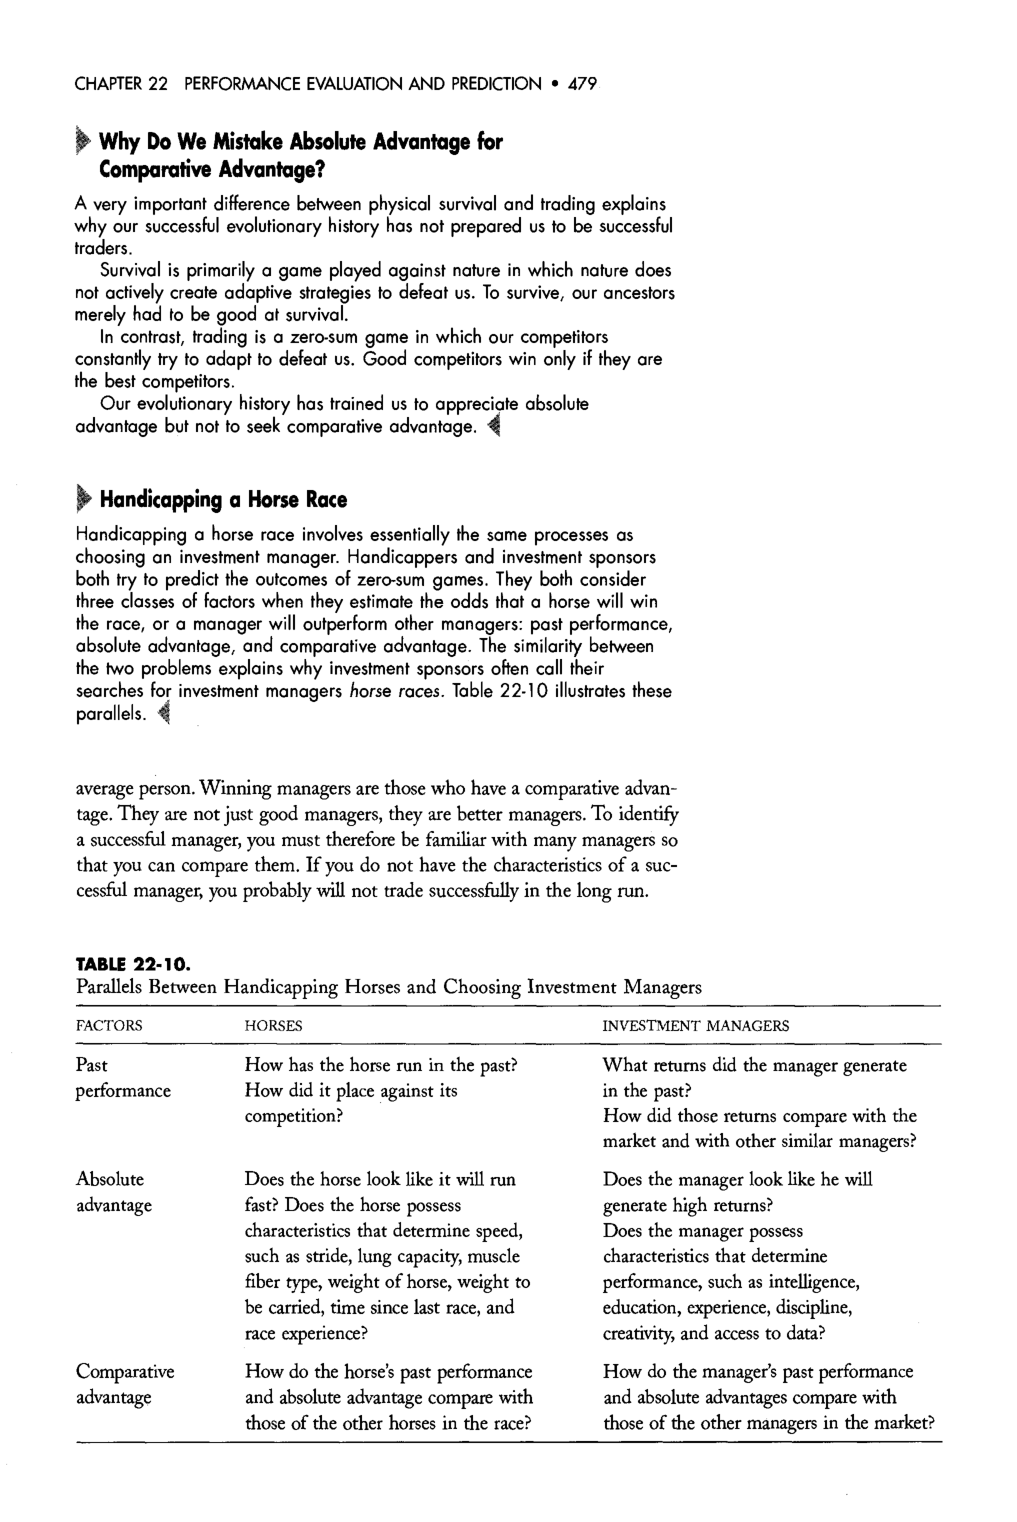 CHAPTER 22 PERFORMANCE EVALUATION AND PREDICTION • 479
Why Do We Mistake Absolute Advantage for
Comparative Advantage?
A very important difference between physical survival and trading explains
why our successful evolutionary history has not prepared us to be successful
traders.
Survival is primarily a game played against nature in which nature does
not actively create adaptive strategies to defeat us. To survive, our ancestors
merely had to be good at survival.
In contrast, trading is a zero-sum game in which our competitors
constantly try to adapt to defeat us. Good competitors win only if they are
the best competitors.
Our evolutionary history has trained us to appreciate absolute
advantage but not to seek comparative advantage.
Handicapping a Horse Race
Handicapping a horse race involves essentially the same processes as
choosing an investment manager. Handicappers and investment sponsors
both try to predict the outcomes of zero-sum games. They both consider
three classes of factors when they estimate the odds that a horse will win
the race, or a manager will outperform other managers: past performance,
absolute advantage, and comparative advantage. The similarity between
the two problems explains why investment sponsors often call their
searches for investment managers horse races. Table 22-10 illustrates these
parallels.
average person. Winning managers are those who have a comparative advan-
tage. They are not just good managers, they are better managers. To identify
a successful manager, you must therefore be familiar with many managers so
that you can compare them. If you do not have the characteristics of a suc-
cessful manager, you probably will not trade successfully in the long run.
TABLE 22-10.
Parallels Between Handicapping Horses and Choosing Investment Managers
FACTORS HORSES INVESTMENT MANAGERS
Past How has the horse run in the past? What returns did the manager generate
performance How did it place against its in the past?
competition? How did those returns compare with the
market and with other similar managers?
Absolute Does the horse look like it will run Does the manager look like he will
advantage fast? Does the horse possess generate high returns?
characteristics that determine speed, Does the manager possess
such as stride, lung capacity, muscle characteristics that determine
fiber type, weight of horse, weight to performance, such as intelligence,
be carried, time since last race, and education, experience, discipline,
race experience? creativity, and access to data?
Comparative How do the horse's past performance How do the manager's past performance
advantage and absolute advantage compare with and absolute advantages compare with
those of the other horses in the race? those of the other managers in the market?